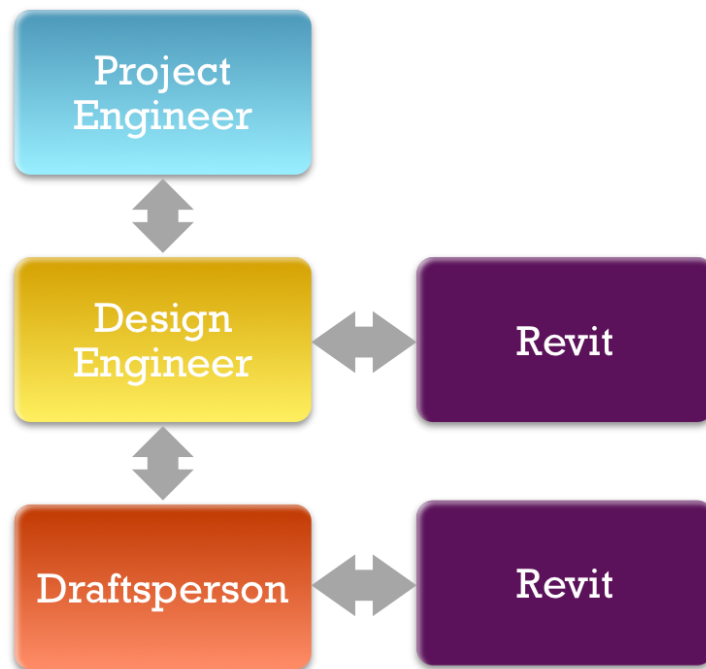 Project
Engineer
Design
Engineer
Revit
Draftsperson
Revit